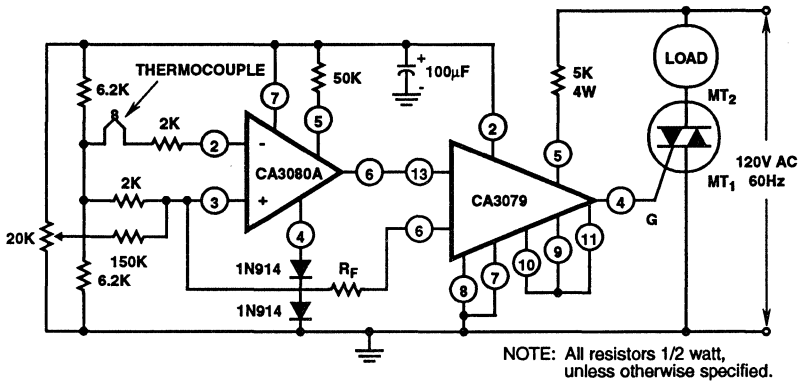 THERMOCOUPLE
6.2K
2K
2
-
7
50K
5
+
100µF
-
CA3080A
6
13
2
5K
4W
5
LOAD
MT2
MT1
120V AC
60Hz
2K
3
+
4
CA3079
4
G
20K
150K
6.2K
1N914
RF
6
1N914
8
7
10
9
11
NOTE: All resistors 1/2 watt,
unless otherwise specified.